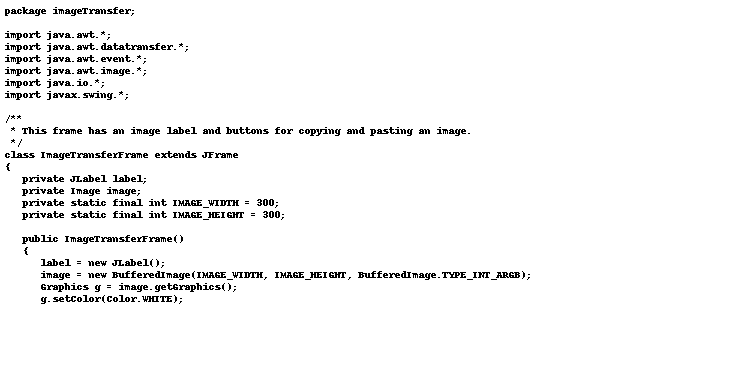 package imageTransfer;

import java.awt.*;
import java.awt.datatransfer.*;
import java.awt.event.*;
import java.awt.image.*;
import java.io.*;
import javax.swing.*;

/**
 * This frame has an image label and buttons for copying and pasting an image.
 */
class ImageTransferFrame extends JFrame
{
   private JLabel label;
   private Image image;
   private static final int IMAGE_WIDTH = 300;
   private static final int IMAGE_HEIGHT = 300;

   public ImageTransferFrame()
   {
      label = new JLabel();
      image = new BufferedImage(IMAGE_WIDTH, IMAGE_HEIGHT, BufferedImage.TYPE_INT_ARGB);
      Graphics g = image.getGraphics();
      g.setColor(Color.WHITE);